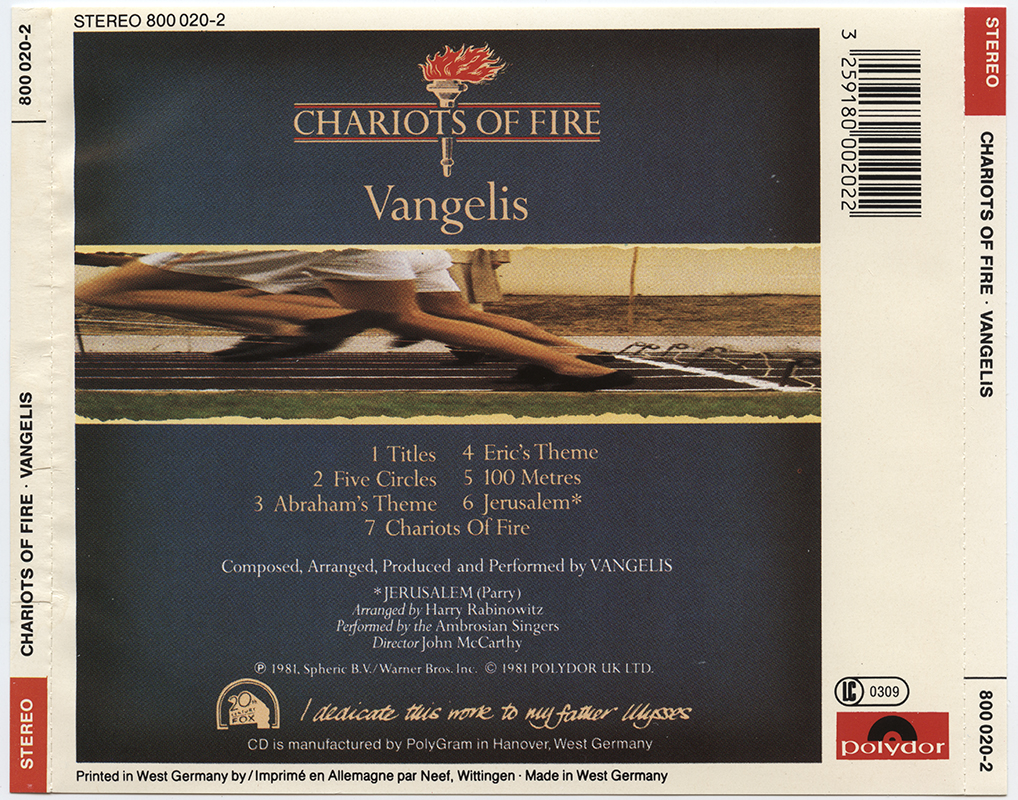 STEREO 800 020-2
800 020-2
CHARIOTS OF FIRE · VANGELIS
STEREO
CHARIOTS OF FIRE
Vangelis
1 Titles
2 Five Circles
3 Abraham's Theme
4 Eric's Theme
5 100 Metres
6 Jerusalem*
7 Chariots Of Fire
Composed, Arranged, Produced and Performed by VANGELIS
*JERUSALEM (Parry)
Arranged by Harry Rabinowitz
Performed by the Ambrosian Singers
Director John McCarthy
℗ 1981, Spheric B.V./Warner Bros. Inc. © 1981 POLYDOR UK LTD.
20th
CENTURY
FOX
I dedicate this work to my father Ulysses
CD is manufactured by PolyGram in Hanover, West Germany
Printed in West Germany by / Imprimé en Allemagne par Neef, Wittingen · Made in West Germany
3 259180 002022
LC 0309
polydor
STEREO
CHARIOTS OF FIRE · VANGELIS
800 020-2